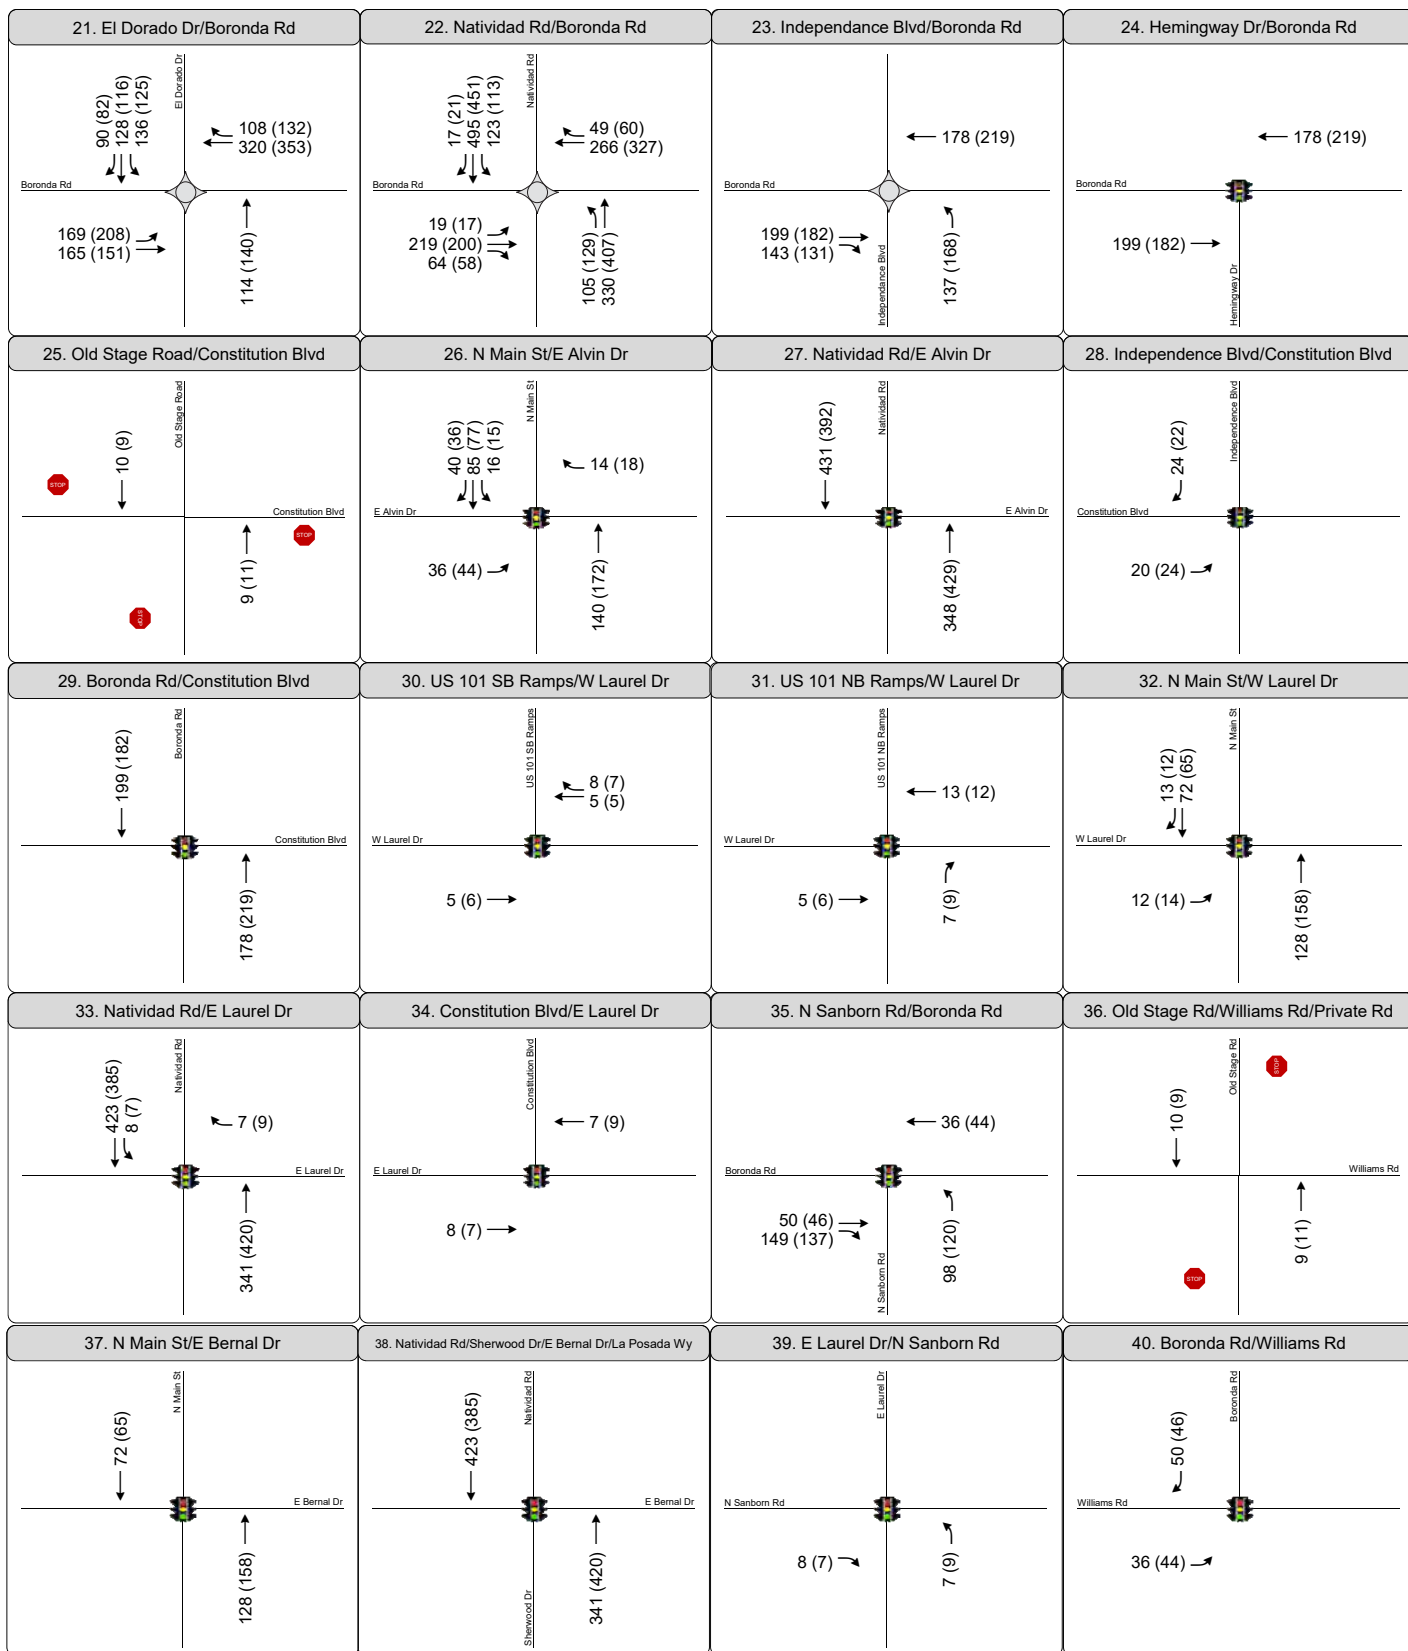 21. El Dorado Dr/Boronda Rd
El Dorado Dr
90 (82)
128 (116)
136 (125)
108 (132)
320 (353)
Boronda Rd
169 (208)
165 (151)
114 (140)
22. Natividad Rd/Boronda Rd
Natividad Rd
17 (21)
495 (451)
123 (113)
49 (60)
266 (327)
Boronda Rd
19 (17)
219 (200)
64 (58)
105 (129)
330 (407)
23. Independance Blvd/Boronda Rd
178 (219)
Boronda Rd
199 (182)
143 (131)
Independance Blvd
137 (168)
24. Hemingway Dr/Boronda Rd
178 (219)
Boronda Rd
199 (182)
Hemingway Dr
25. Old Stage Road/Constitution Blvd
Old Stage Road
10 (9)
STOP
Constitution Blvd
STOP
9 (11)
STOP
26. N Main St/E Alvin Dr
N Main St
40 (36)
85 (77)
16 (15)
14 (18)
E Alvin Dr
36 (44)
140 (172)
27. Natividad Rd/E Alvin Dr
Natividad Rd
431 (392)
E Alvin Dr
348 (429)
28. Independence Blvd/Constitution Blvd
Independence Blvd
24 (22)
Constitution Blvd
20 (24)
29. Boronda Rd/Constitution Blvd
Boronda Rd
199 (182)
Constitution Blvd
178 (219)
30. US 101 SB Ramps/W Laurel Dr
US 101 SB Ramps
8 (7)
5 (5)
W Laurel Dr
5 (6)
31. US 101 NB Ramps/W Laurel Dr
US 101 NB Ramps
13 (12)
W Laurel Dr
5 (6)
7 (9)
32. N Main St/W Laurel Dr
N Main St
13 (12)
72 (65)
W Laurel Dr
12 (14)
128 (158)
33. Natividad Rd/E Laurel Dr
Natividad Rd
423 (385)
8 (7)
7 (9)
E Laurel Dr
341 (420)
34. Constitution Blvd/E Laurel Dr
Constitution Blvd
7 (9)
E Laurel Dr
8 (7)
35. N Sanborn Rd/Boronda Rd
36 (44)
Boronda Rd
50 (46)
149 (137)
N Sanborn Rd
98 (120)
36. Old Stage Rd/Williams Rd/Private Rd
Old Stage Rd
STOP
10 (9)
Williams Rd
9 (11)
STOP
37. N Main St/E Bernal Dr
N Main St
72 (65)
E Bernal Dr
128 (158)
38. Natividad Rd/Sherwood Dr/E Bernal Dr/La Posada Wy
Natividad Rd
423 (385)
E Bernal Dr
Sherwood Dr
341 (420)
39. E Laurel Dr/N Sanborn Rd
E Laurel Dr
N Sanborn Rd
8 (7)
7 (9)
40. Boronda Rd/Williams Rd
Boronda Rd
50 (46)
Williams Rd
36 (44)